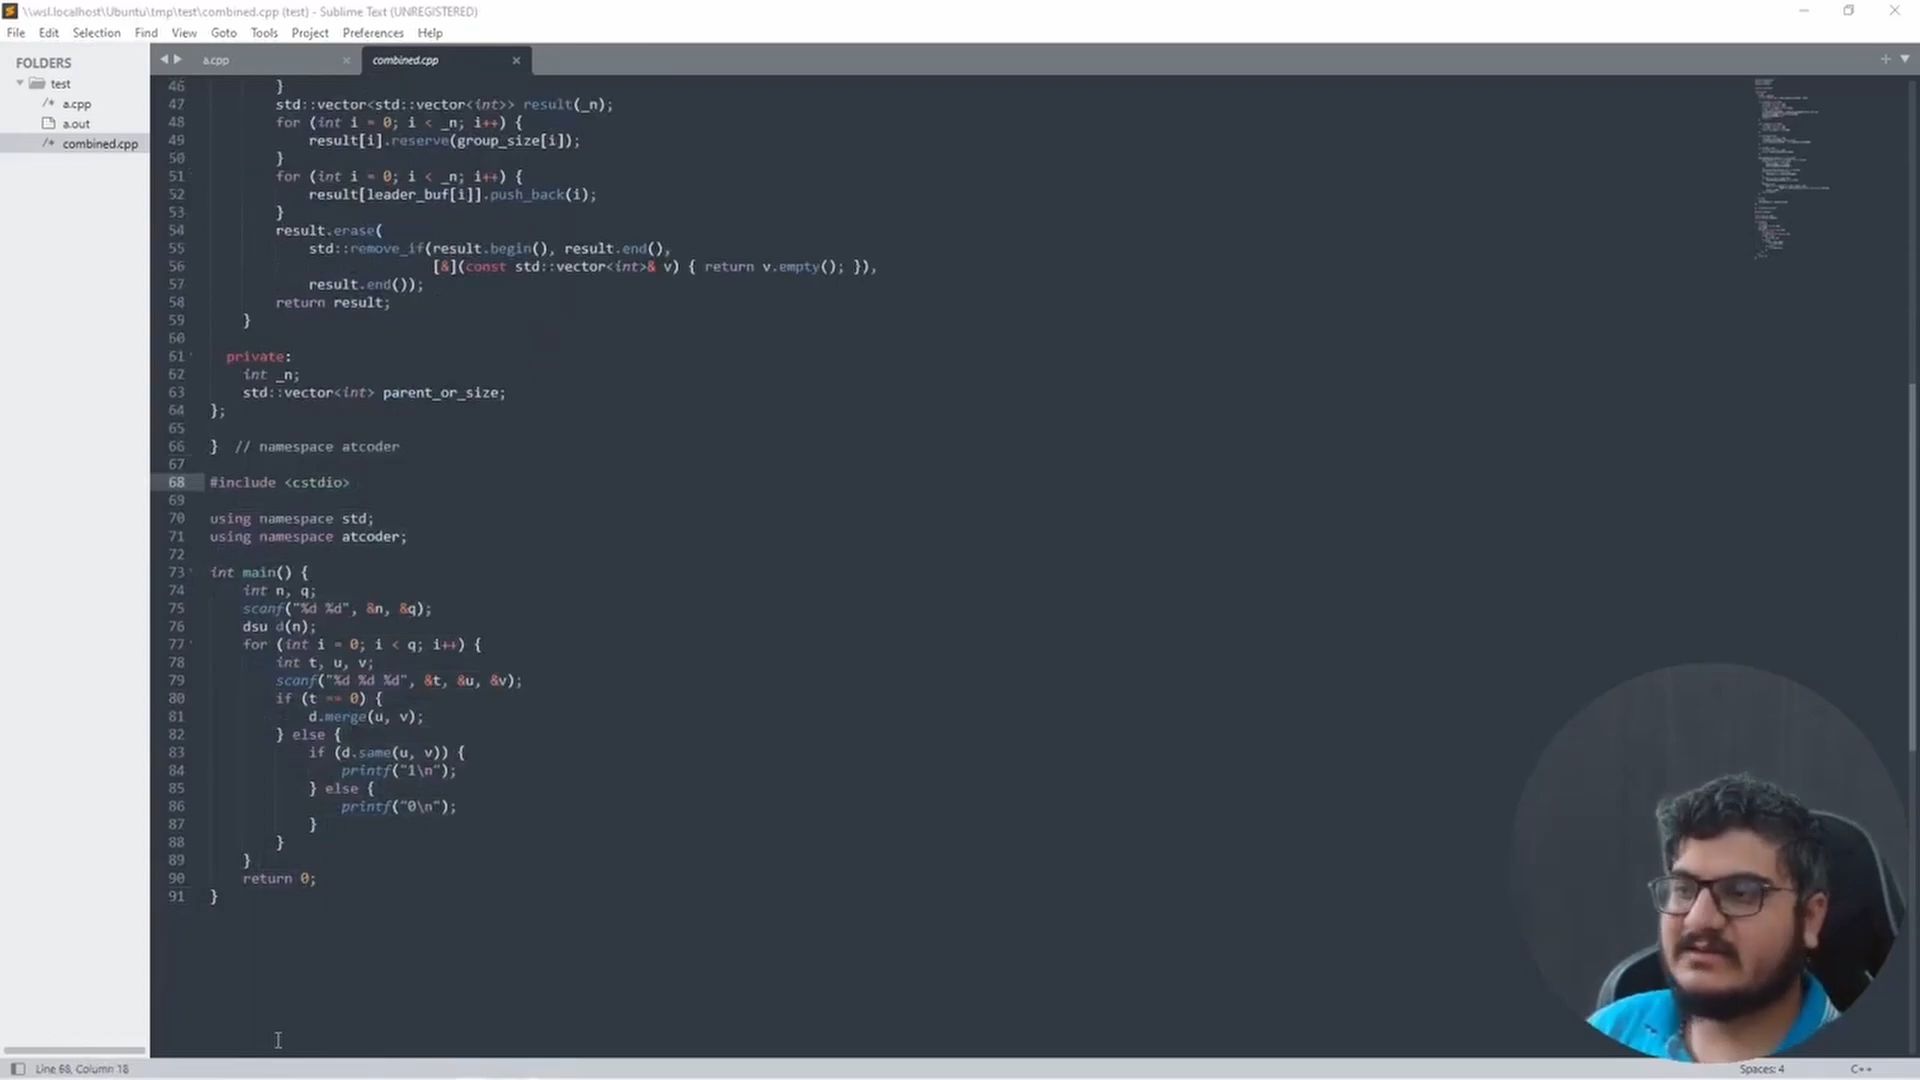 \\wsl.localhost\Ubuntu\tmp\test\combined.cpp (test) - Sublime Text (UNREGISTERED)
File Edit Selection Find View Goto Tools Project Preferences Help
FOLDERS
test
/* a.cpp
a.out
/* combined.cpp
a.cpp
combined.cpp
46 }
47 std::vector<std::vector<int>> result(_n);
48 for (int i = 0; i < _n; i++) {
49 result[i].reserve(group_size[i]);
50 }
51 for (int i = 0; i < _n; i++) {
52 result[leader_buf[i]].push_back(i);
53 }
54 result.erase(
55 std::remove_if(result.begin(), result.end(),
56 [&](const std::vector<int>& v) { return v.empty(); }),
57 result.end());
58 return result;
59 }
60
61 private:
62 int _n;
63 std::vector<int> parent_or_size;
64 };
65
66 } // namespace atcoder
67
68 #include <cstdio>
69
70 using namespace std;
71 using namespace atcoder;
72
73 int main() {
74 int n, q;
75 scanf("%d %d", &n, &q);
76 dsu d(n);
77 for (int i = 0; i < q; i++) {
78 int t, u, v;
79 scanf("%d %d %d", &t, &u, &v);
80 if (t == 0) {
81 d.merge(u, v);
82 } else {
83 if (d.same(u, v)) {
84 printf("1\n");
85 } else {
86 printf("0\n");
87 }
88 }
89 }
90 return 0;
91 }
Line 68, Column 18
Spaces: 4
C++